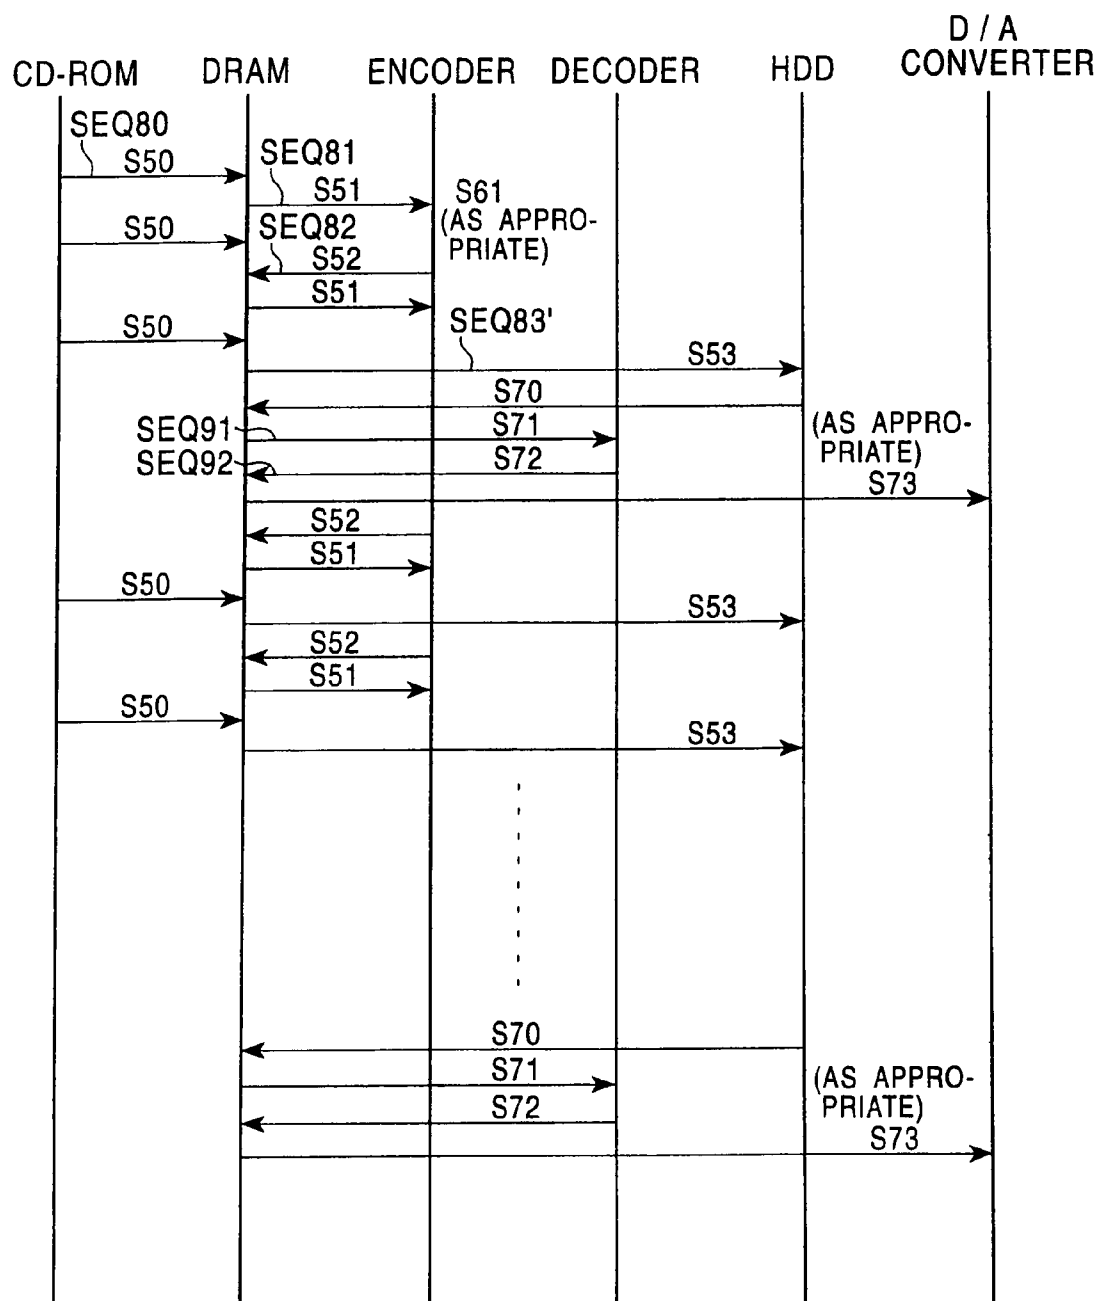 D / A
CD-ROM DRAM ENCODER DECODER HDD CONVERTER
SEQ80
S50
SEQ81
S51
S61
(AS APPRO-
PRIATE)
S50
SEQ82
S52
S51
S50
SEQ83'
S53
S70
SEQ91
S71
(AS APPRO-
PRIATE)
SEQ92
S72
S73
S52
S51
S50
S53
S52
S51
S50
S53
S70
S71
(AS APPRO-
PRIATE)
S72
S73